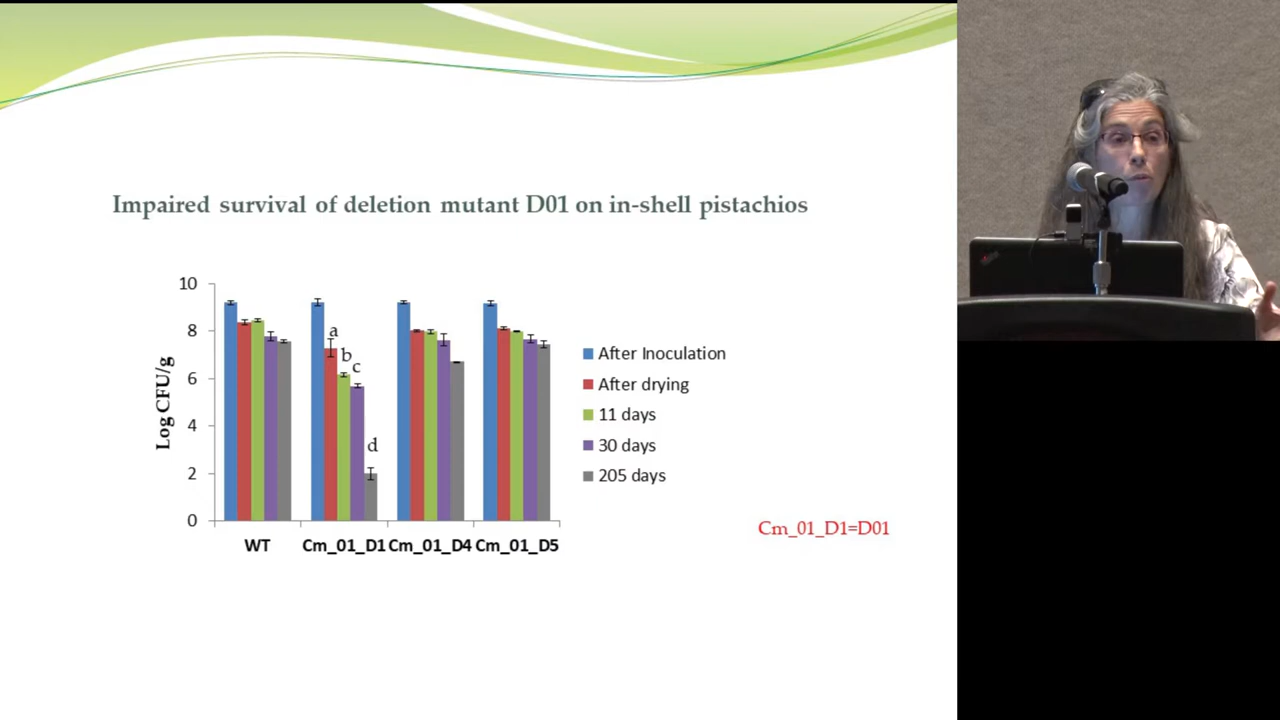 Impaired survival of deletion mutant D01 on in-shell pistachios
10
8
6
4
2
0
Log CFU/g
a
b
c
d
WT
Cm_01_D1
Cm_01_D4
Cm_01_D5
After Inoculation
After drying
11 days
30 days
205 days
Cm_01_D1=D01